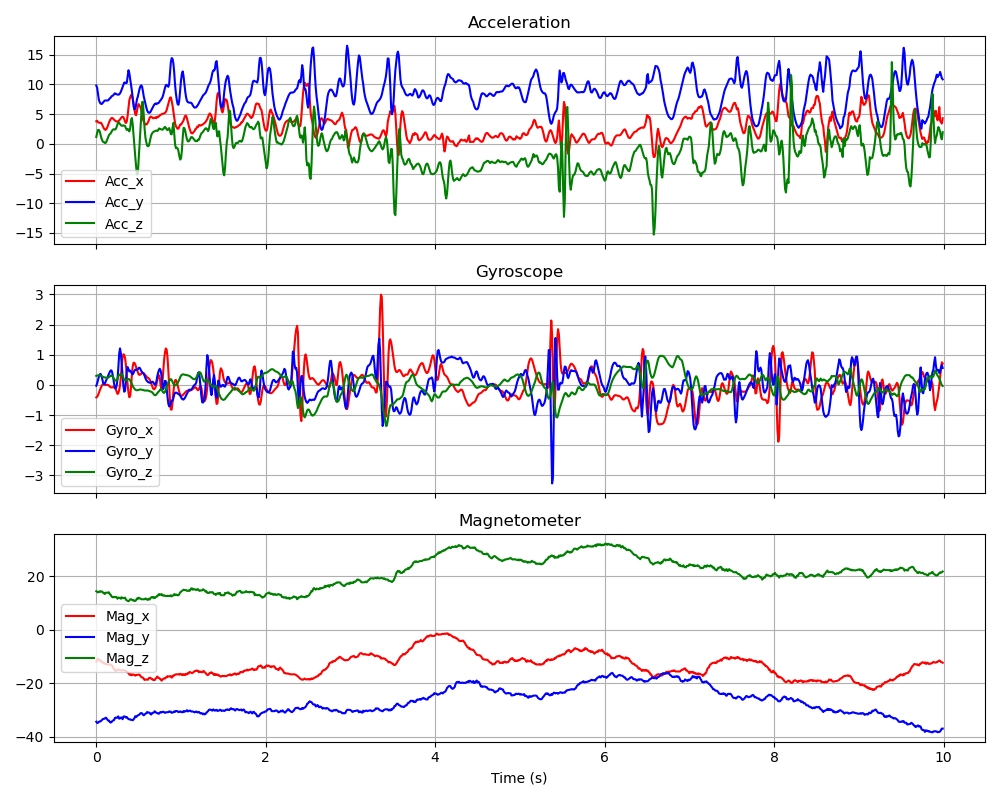 Acceleration
15
10
5
0
−5
−10
−15
Acc_x
Acc_y
Acc_z
Gyroscope
3
2
1
0
−1
−2
−3
Gyro_x
Gyro_y
Gyro_z
Magnetometer
20
0
−20
−40
Mag_x
Mag_y
Mag_z
0 2 4 6 8 10
Time (s)